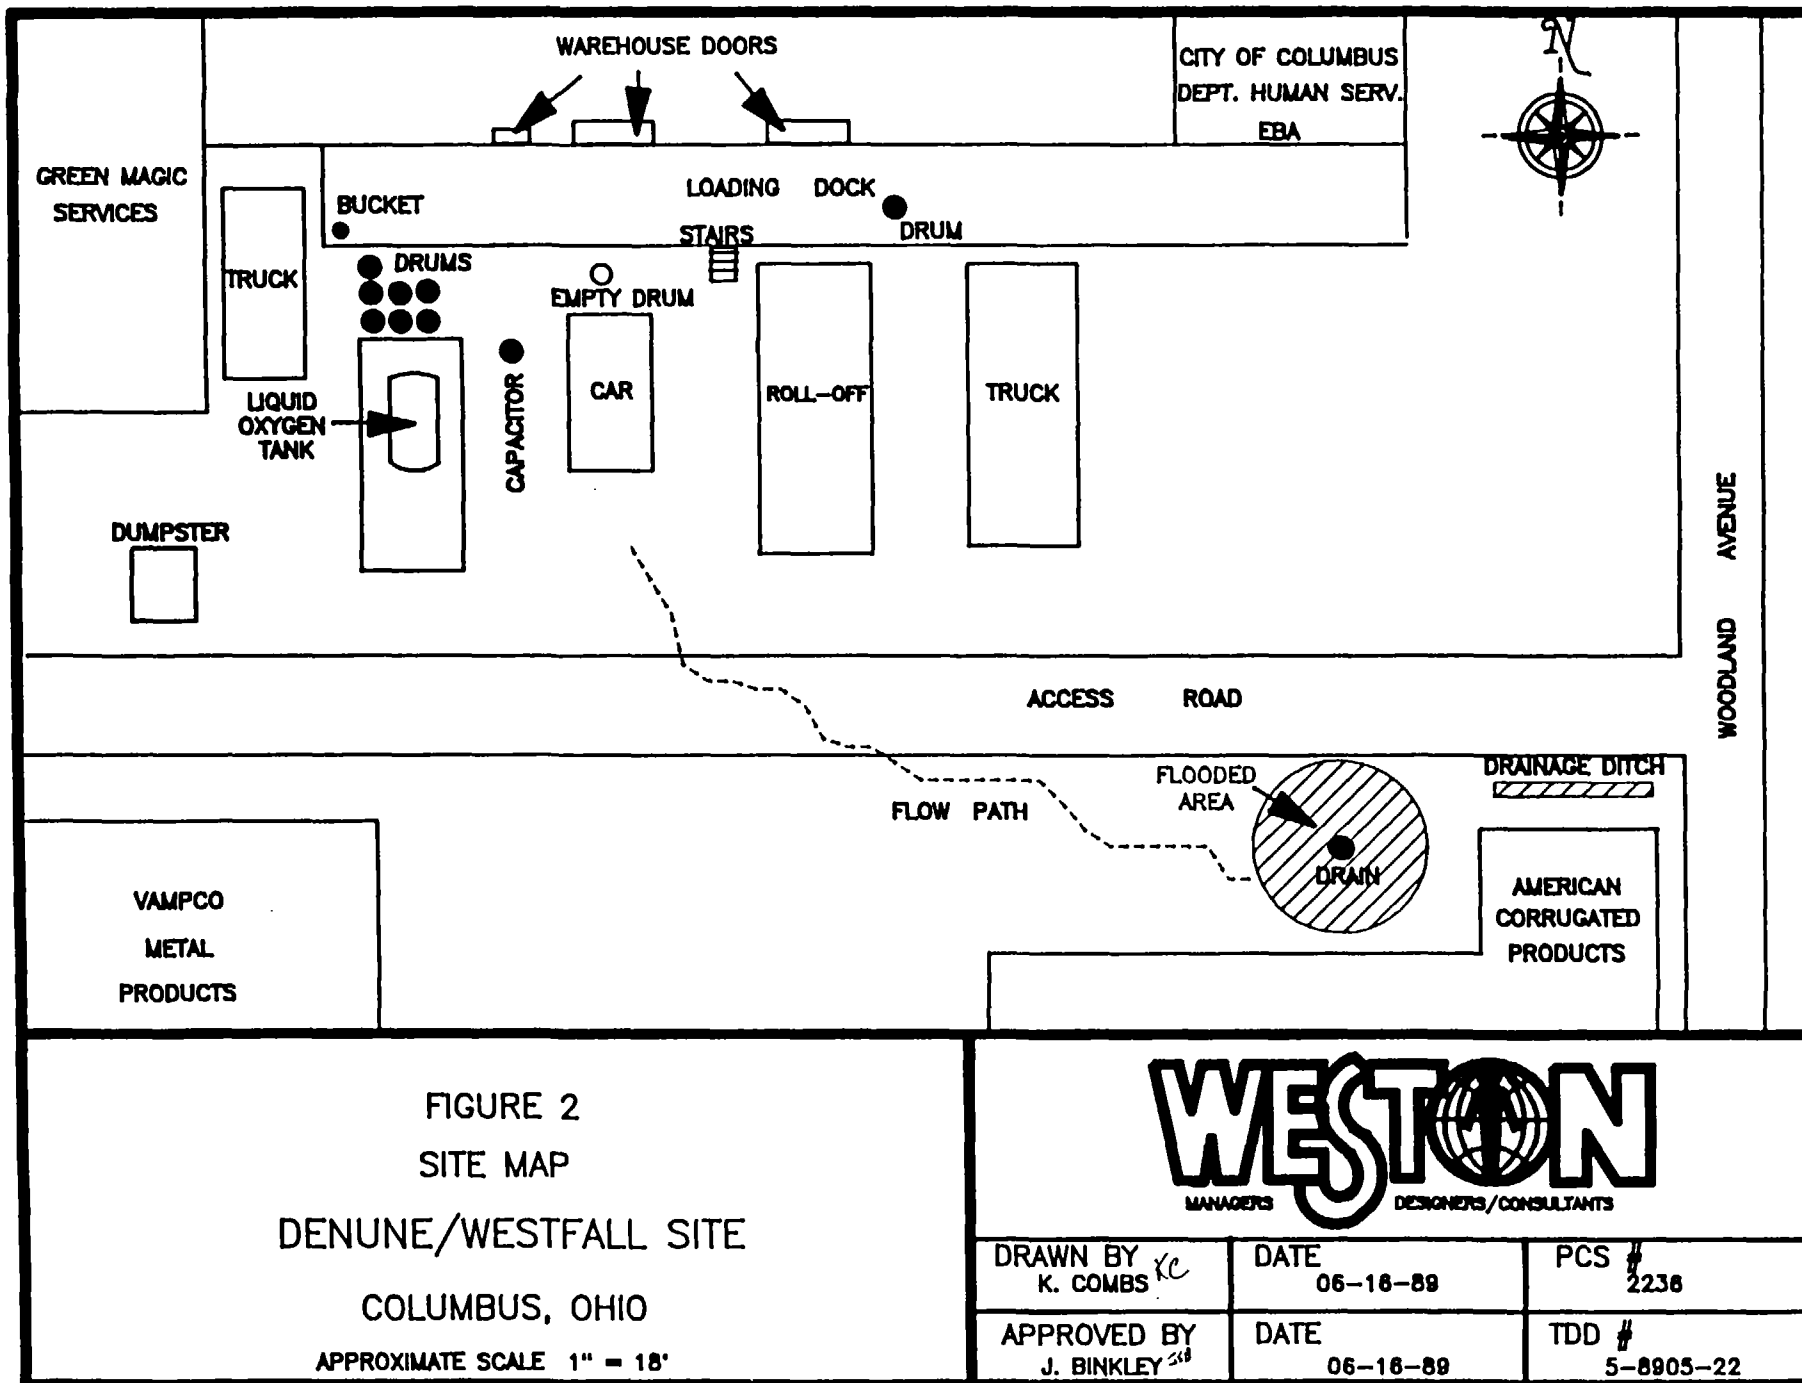 WAREHOUSE DOORS
CITY OF COLUMBUS
DEPT. HUMAN SERV.
EBA
N
GREEN MAGIC
SERVICES
TRUCK
BUCKET
LOADING DOCK
DRUM
STAIRS
DRUMS
EMPTY DRUM
CAPACITOR
CAR
ROLL-OFF
TRUCK
LIQUID
OXYGEN
TANK
DUMPSTER
WOODLAND AVENUE
ACCESS ROAD
FLOW PATH
FLOODED
AREA
DRAIN
DRAINAGE DITCH
AMERICAN
CORRUGATED
PRODUCTS
VAMPCO
METAL
PRODUCTS
FIGURE 2
SITE MAP
DENUNE/WESTFALL SITE
COLUMBUS, OHIO
APPROXIMATE SCALE 1" = 18'
WESTON
MANAGERS DESIGNERS/CONSULTANTS
DRAWN BY KC
K. COMBS
DATE
06-16-89
PCS #
2236
APPROVED BY
J. BINKLEY
DATE
06-16-89
TDD #
5-8905-22